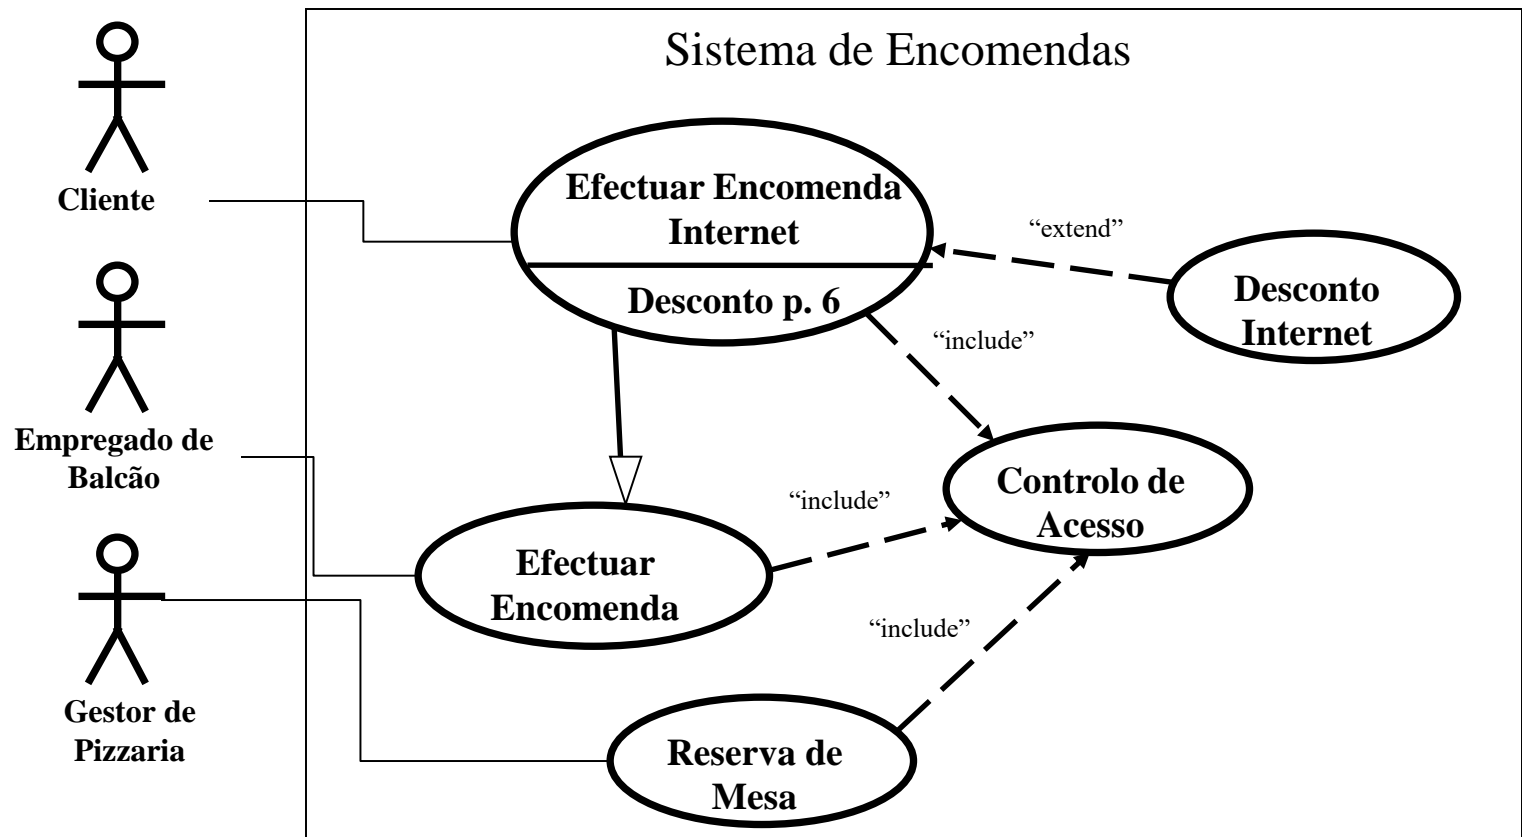 Sistema de Encomendas
Cliente
Efectuar Encomenda
Internet
Desconto p. 6
“extend”
Desconto
Internet
“include”
Empregado de
Balcão
Controlo de
Acesso
“include”
Efectuar
Encomenda
“include”
Gestor de
Pizzaria
Reserva de
Mesa